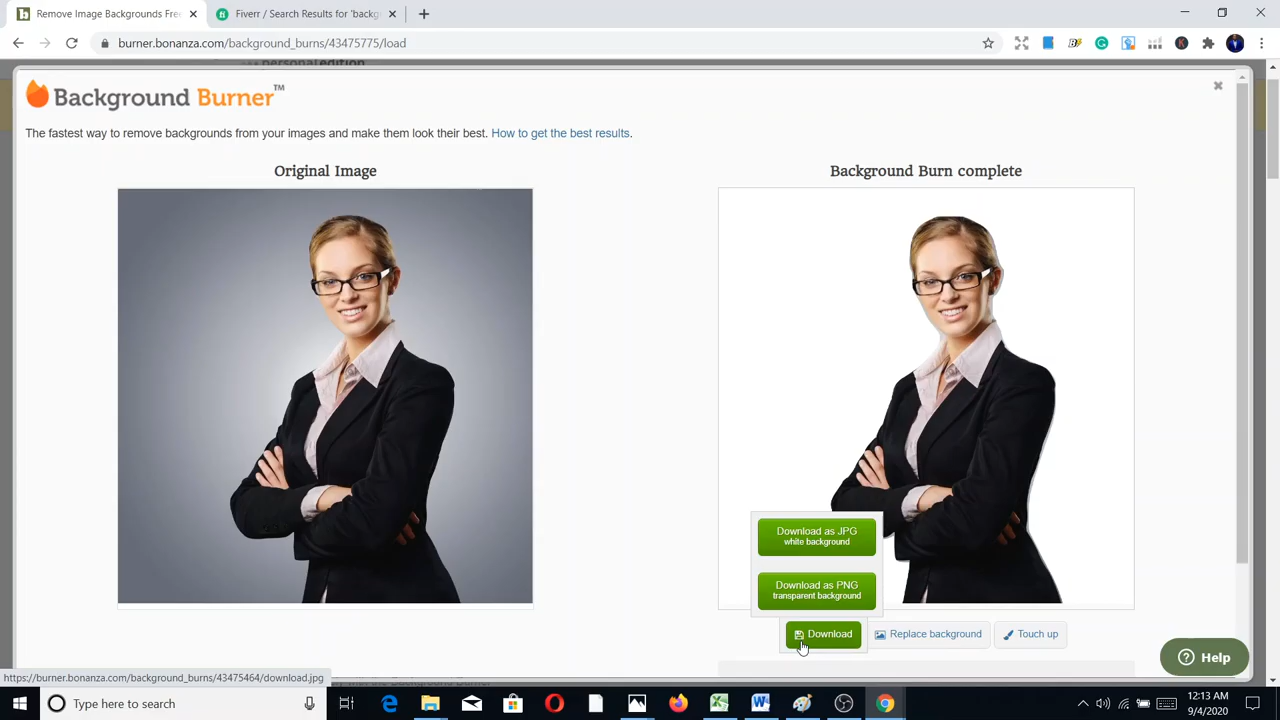 Remove Image Backgrounds Free
Fiverr / Search Results for 'backg
burner.bonanza.com/background_burns/43475775/load
personal edition
Background Burner™
The fastest way to remove backgrounds from your images and make them look their best. How to get the best results.
Original Image
Background Burn complete
Download as JPG
white background
Download as PNG
transparent background
Download
Replace background
Touch up
Help
https://burner.bonanza.com/background_burns/43475464/download.jpg
Type here to search
12:13 AM
9/4/2020